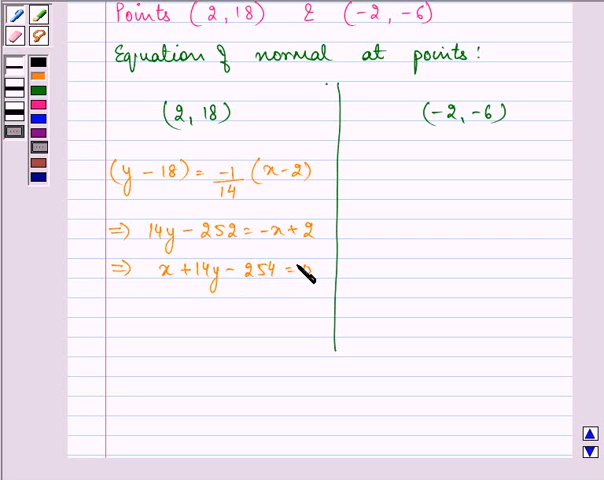 Points (2, 18) & (-2, -6)
Equation of normal at points:
(2, 18)
(y - 18) = -1/14 (x - 2)
=> 14y - 252 = -x + 2
=> x + 14y - 254 = 0
(-2, -6)